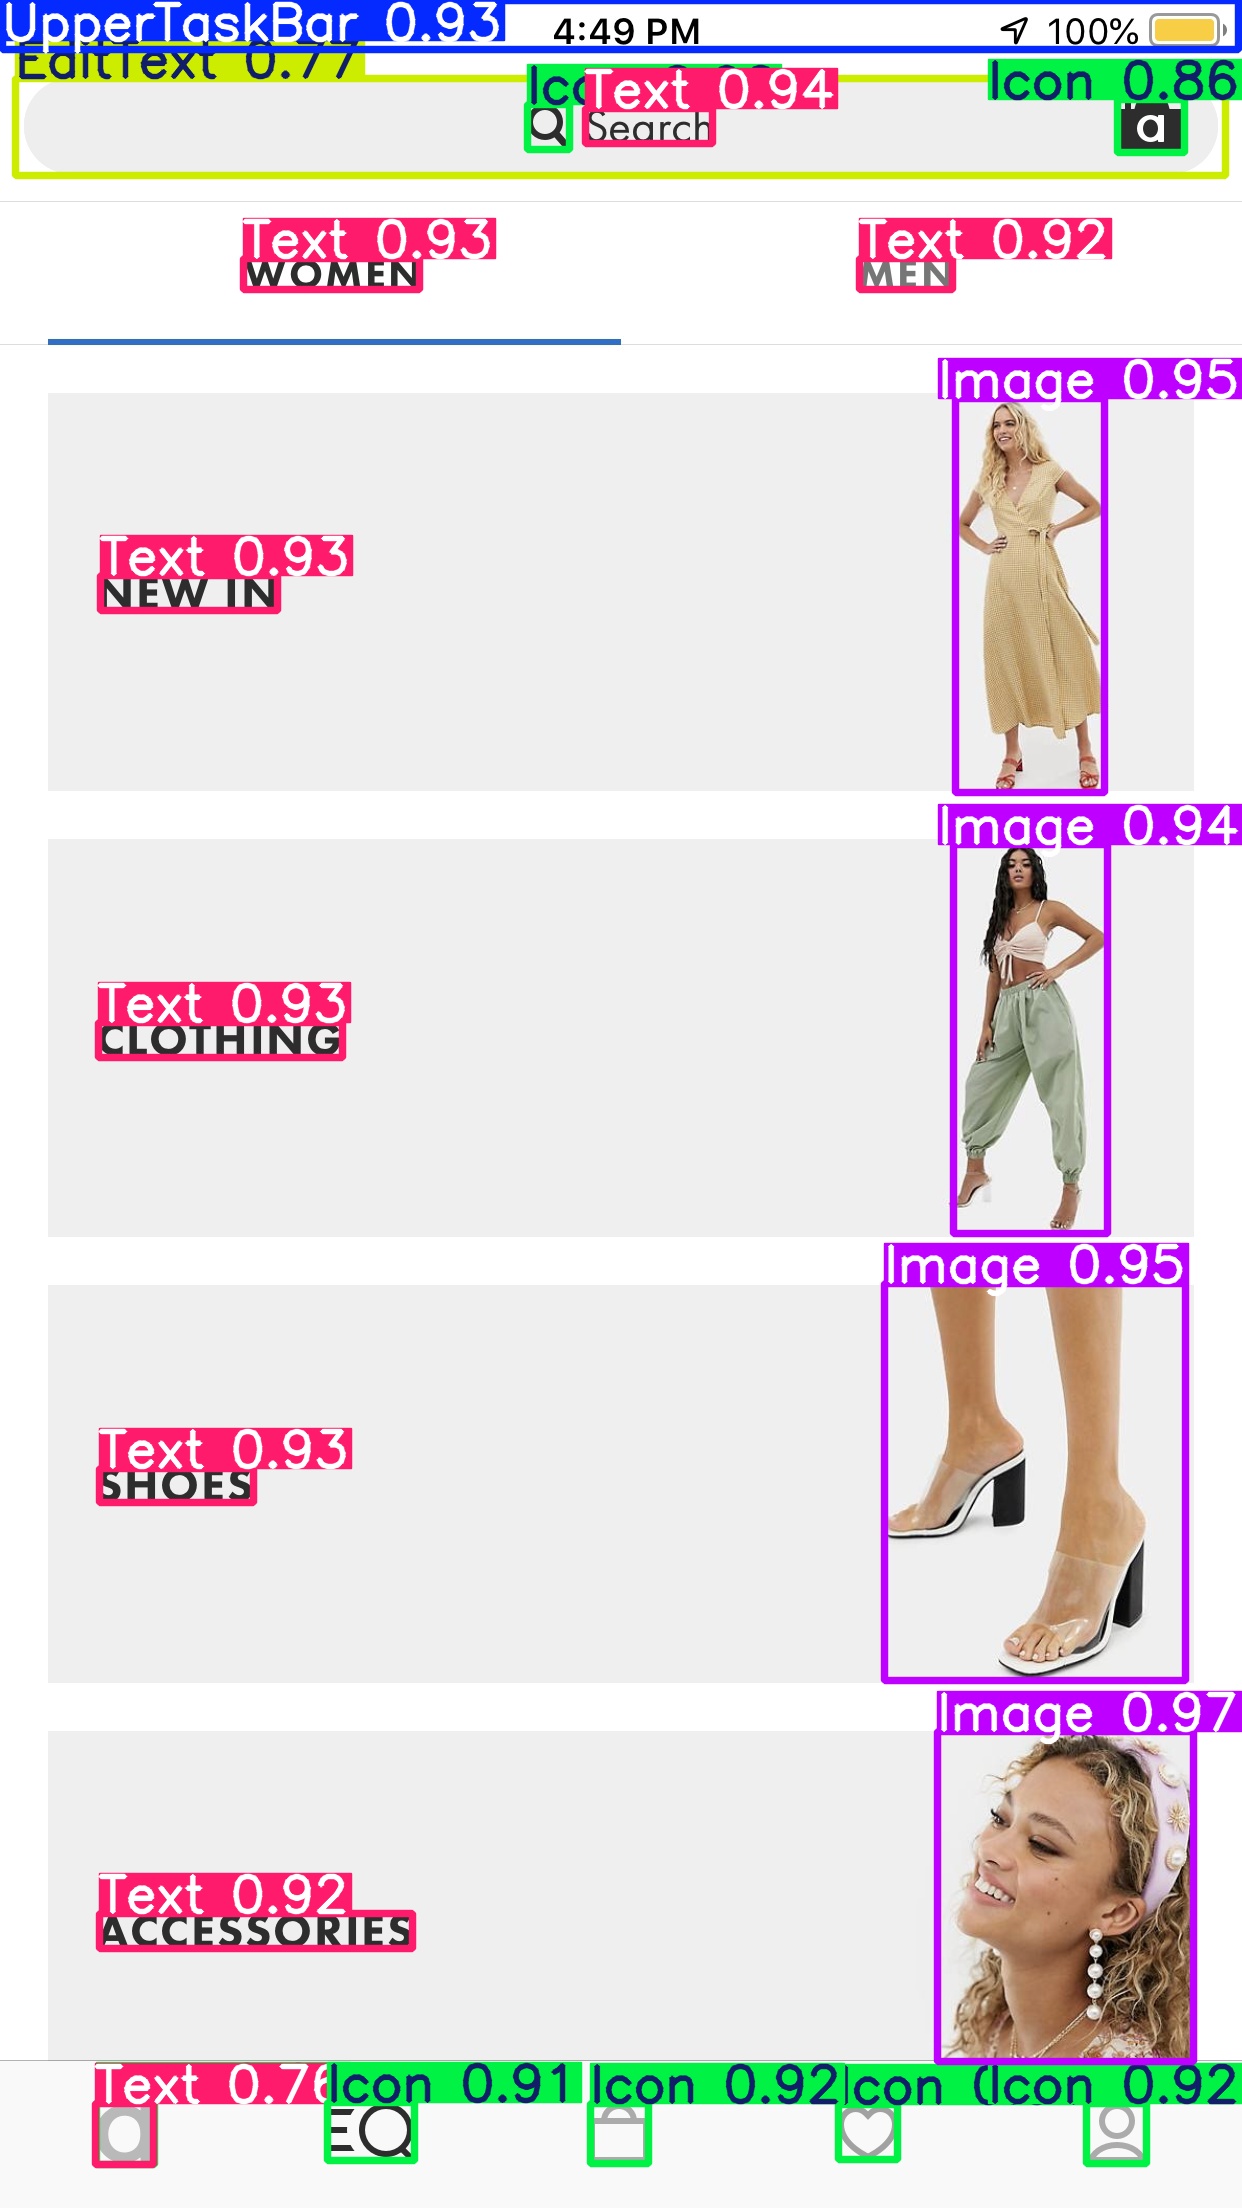 UpperTaskBar 0.93
4:49 PM
100%
EditText 0.77
Text 0.94
Icon 0.86
Search
a
Text 0.93
Text 0.92
WOMEN
MEN
Image 0.95
Text 0.93
NEW IN
Image 0.94
Text 0.93
CLOTHING
Image 0.95
Text 0.93
SHOES
Image 0.97
Text 0.92
ACCESSORIES
Text 0.76
Icon 0.91
Icon 0.92
Icon
Icon 0.92